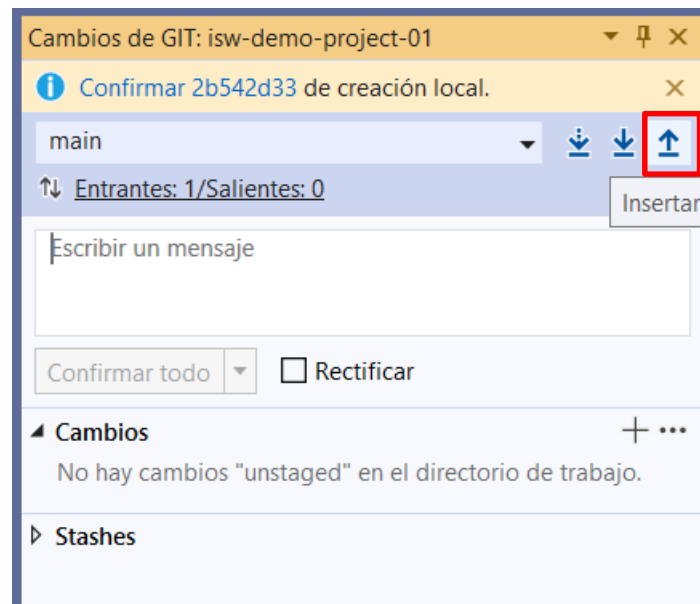 Cambios de GIT: isw-demo-project-01
Confirmar 2b542d33 de creación local.
main
Entrantes: 1/Salientes: 0
Insertar
Escribir un mensaje
Confirmar todo
Rectificar
Cambios
No hay cambios "unstaged" en el directorio de trabajo.
Stashes